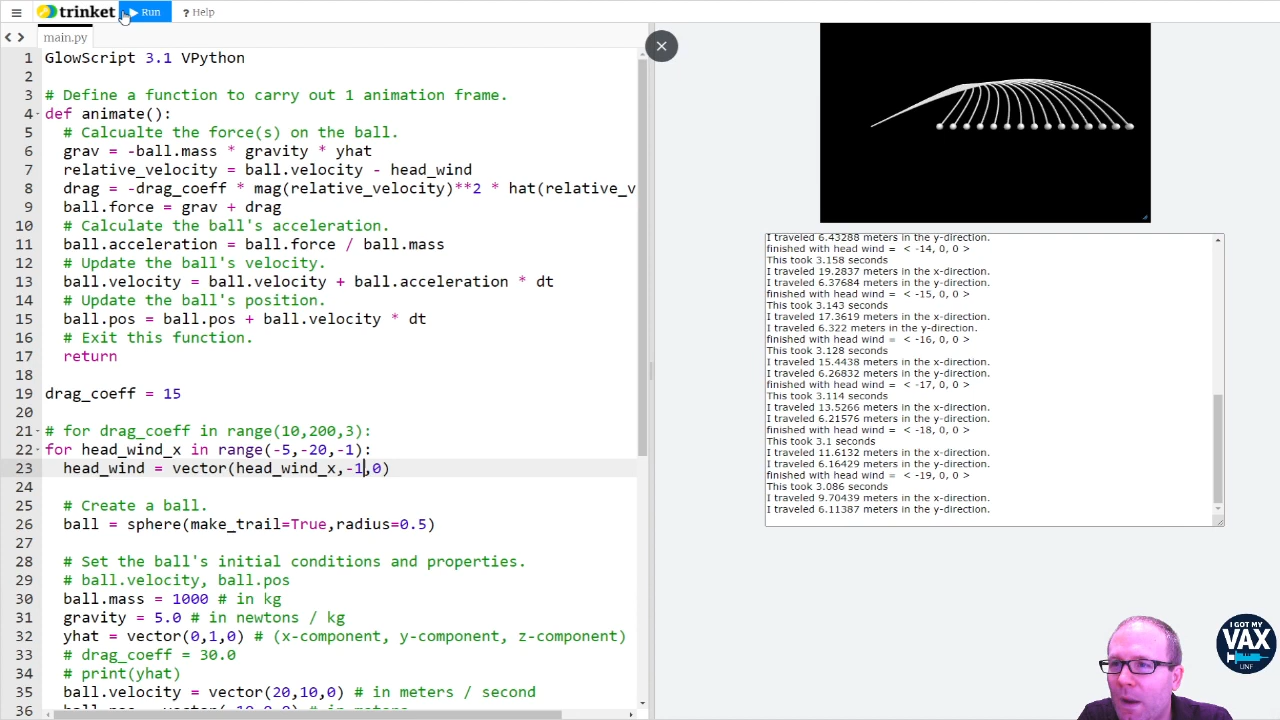 trinket Run ? Help
main.py
1 GlowScript 3.1 VPython
2
3 # Define a function to carry out 1 animation frame.
4 def animate():
5 # Calcualte the force(s) on the ball.
6 grav = -ball.mass * gravity * yhat
7 relative_velocity = ball.velocity - head_wind
8 drag = -drag_coeff * mag(relative_velocity)**2 * hat(relative_v
9 ball.force = grav + drag
10 # Calculate the ball's acceleration.
11 ball.acceleration = ball.force / ball.mass
12 # Update the ball's velocity.
13 ball.velocity = ball.velocity + ball.acceleration * dt
14 # Update the ball's position.
15 ball.pos = ball.pos + ball.velocity * dt
16 # Exit this function.
17 return
18
19 drag_coeff = 15
20
21 # for drag_coeff in range(10,200,3):
22 for head_wind_x in range(-5,-20,-1):
23 head_wind = vector(head_wind_x,-1,0)
24
25 # Create a ball.
26 ball = sphere(make_trail=True,radius=0.5)
27
28 # Set the ball's initial conditions and properties.
29 # ball.velocity, ball.pos
30 ball.mass = 1000 # in kg
31 gravity = 5.0 # in newtons / kg
32 yhat = vector(0,1,0) # (x-component, y-component, z-component)
33 # drag_coeff = 30.0
34 # print(yhat)
35 ball.velocity = vector(20,10,0) # in meters / second
36
I traveled 6.43288 meters in the y-direction.
finished with head wind = < -14, 0, 0 >
This took 3.158 seconds
I traveled 19.2837 meters in the x-direction.
I traveled 6.37684 meters in the y-direction.
finished with head wind = < -15, 0, 0 >
This took 3.143 seconds
I traveled 17.3619 meters in the x-direction.
I traveled 6.322 meters in the y-direction.
finished with head wind = < -16, 0, 0 >
This took 3.128 seconds
I traveled 15.4438 meters in the x-direction.
I traveled 6.26832 meters in the y-direction.
finished with head wind = < -17, 0, 0 >
This took 3.114 seconds
I traveled 13.5266 meters in the x-direction.
I traveled 6.21576 meters in the y-direction.
finished with head wind = < -18, 0, 0 >
This took 3.1 seconds
I traveled 11.6132 meters in the x-direction.
I traveled 6.16429 meters in the y-direction.
finished with head wind = < -19, 0, 0 >
This took 3.086 seconds
I traveled 9.70439 meters in the x-direction.
I traveled 6.11387 meters in the y-direction.
I GOT MY
VAX
UNF